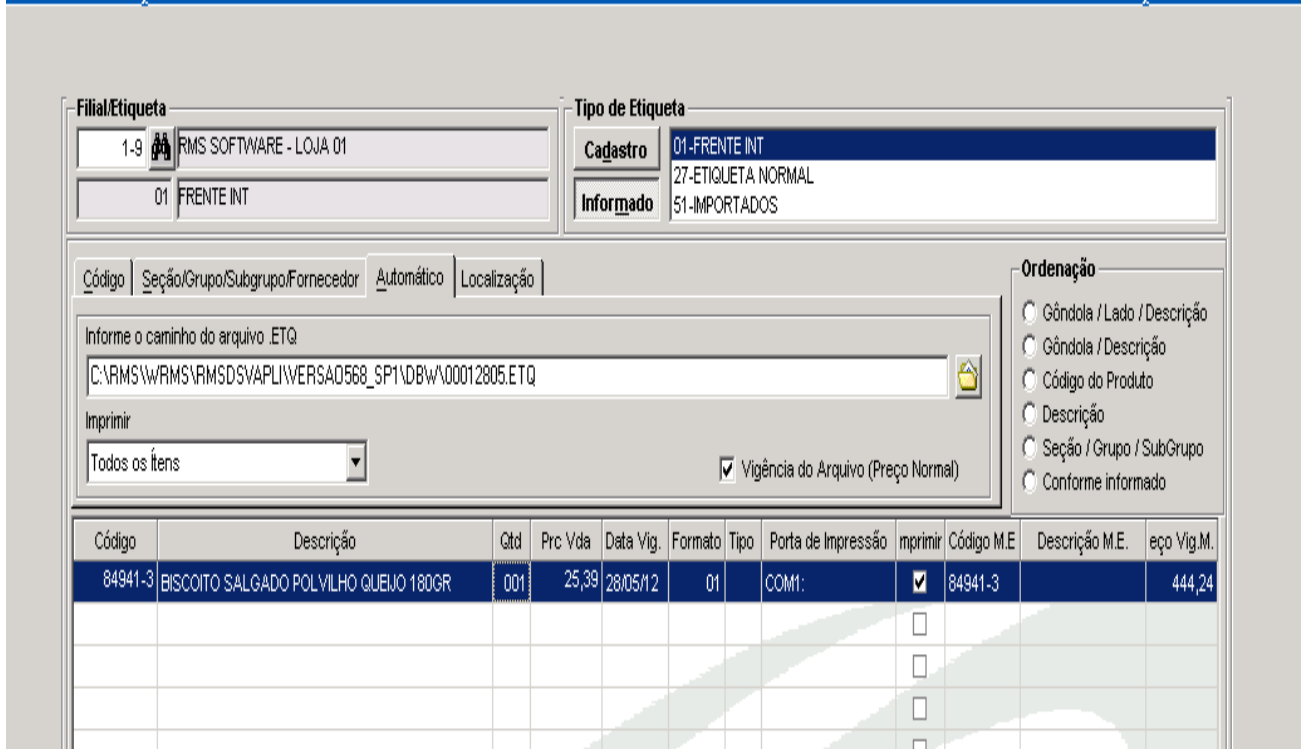 Filial/Etiqueta
1-9 RMS SOFTWARE - LOJA 01
01 FRENTE INT
Tipo de Etiqueta
Cadastro
Informado
01-FRENTE INT
27-ETIQUETA NORMAL
51-IMPORTADOS
Código Seção/Grupo/Subgrupo/Fornecedor Automático Localização
Informe o caminho do arquivo .ETQ
C:\RMS\WRMS\RMSDSVAPLI\VERSAO568_SP1\DBW\00012805.ETQ
Imprimir
Todos os Ítens
Vigência do Arquivo (Preço Normal)
Ordenação
Gôndola / Lado / Descrição
Gôndola / Descrição
Código do Produto
Descrição
Seção / Grupo / SubGrupo
Conforme informado
Código Descrição Qtd Prc Vda Data Vig. Formato Tipo Porta de Impressão mprimir Código M.E Descrição M.E. eço Vig.M.
84941-3 BISCOITO SALGADO POLVILHO QUEIJO 180GR 001 25,39 28/05/12 01 COM1: 84941-3 444,24